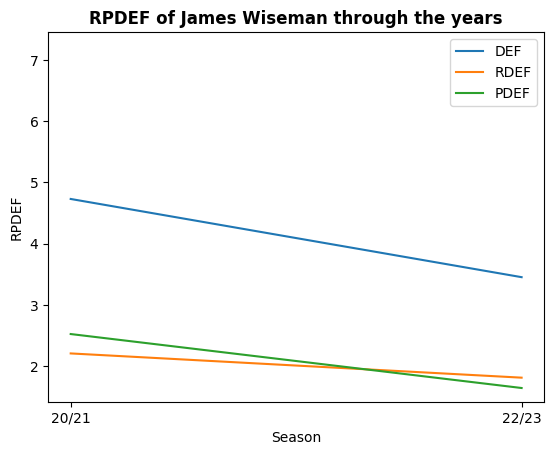 RPDEF of James Wiseman through the years
DEF
RDEF
PDEF
7
6
5
4
3
2
RPDEF
20/21
22/23
Season